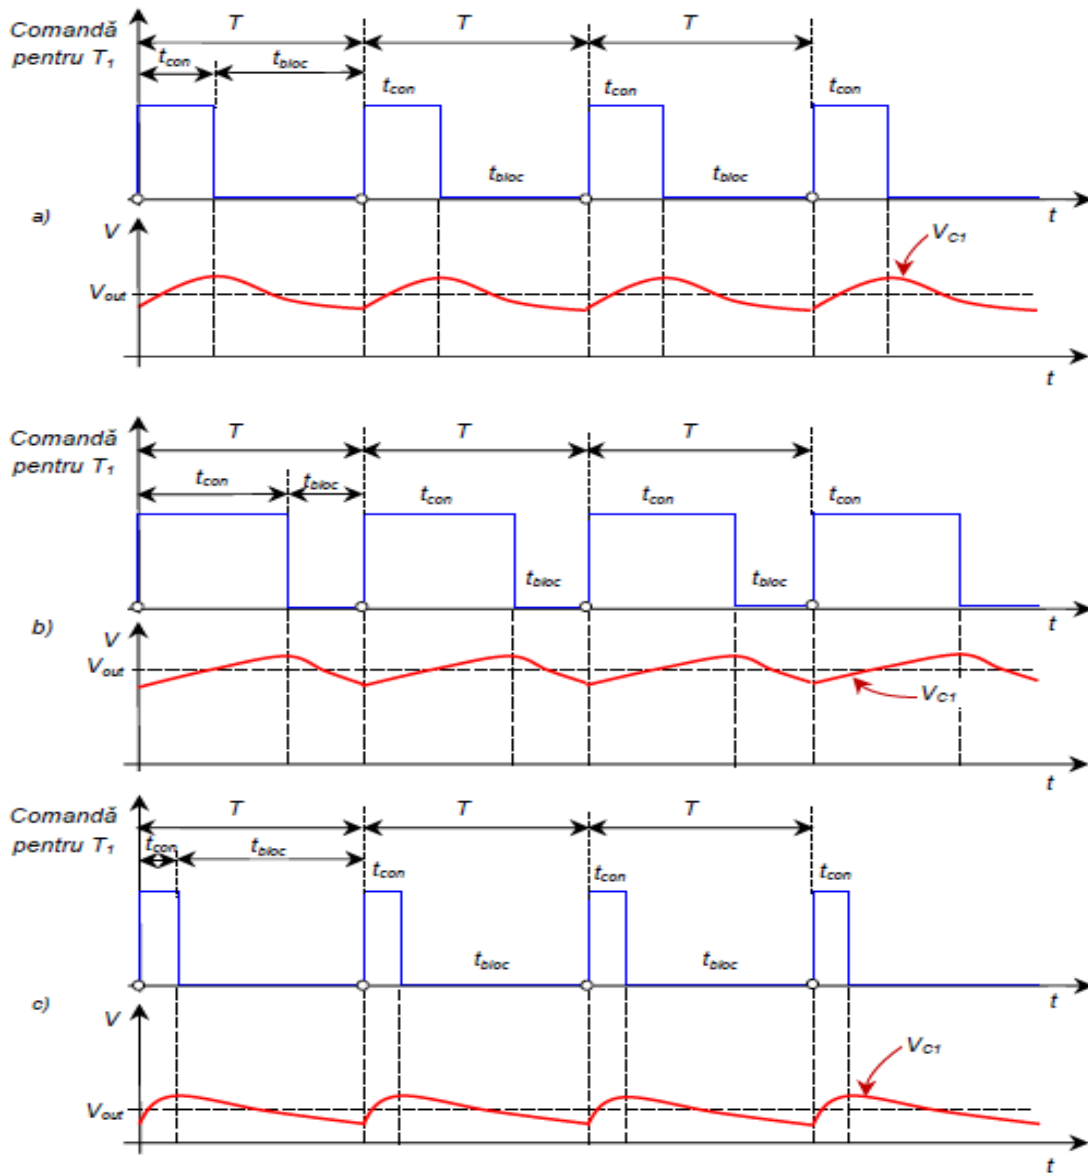 Comandă
pentru T1
T T T
tcon tbloc tcon tcon tcon
tbloc tbloc
t
a)
V
VC1
Vout
t
Comandă
pentru T1
T T T
tcon tbloc tcon tcon tcon
tbloc tbloc
t
b)
V
Vout
VC1
t
Comandă
pentru T1
T T T
tcon tbloc tcon tcon tcon
tbloc tbloc
t
c)
V
VC1
Vout
t